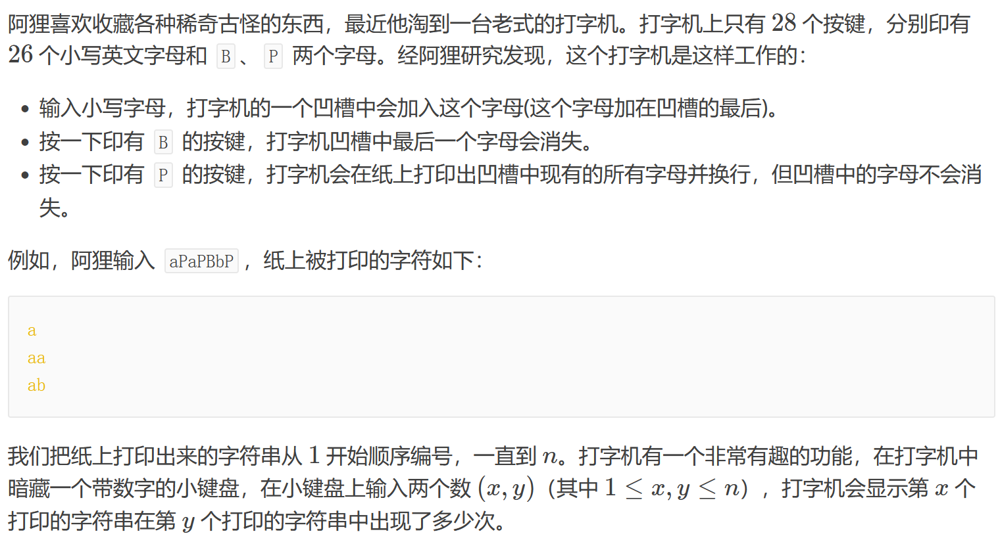 阿狸喜欢收藏各种稀奇古怪的东西，最近他淘到一台老式的打字机。打字机上只有 28 个按键，分别印有
26 个小写英文字母和 B 、 P 两个字母。经阿狸研究发现，这个打字机是这样工作的：
• 输入小写字母，打字机的一个凹槽中会加入这个字母(这个字母加在凹槽的最后)。
• 按一下印有 B 的按键，打字机凹槽中最后一个字母会消失。
• 按一下印有 P 的按键，打字机会在纸上打印出凹槽中现有的所有字母并换行，但凹槽中的字母不会消
失。
例如，阿狸输入 aPaPBbP ，纸上被打印的字符如下：
a
aa
ab
我们把纸上打印出来的字符串从 1 开始顺序编号，一直到 n。打字机有一个非常有趣的功能，在打字机中
暗藏一个带数字的小键盘，在小键盘上输入两个数 (x, y)（其中 1 ≤ x, y ≤ n），打字机会显示第 x 个
打印的字符串在第 y 个打印的字符串中出现了多少次。